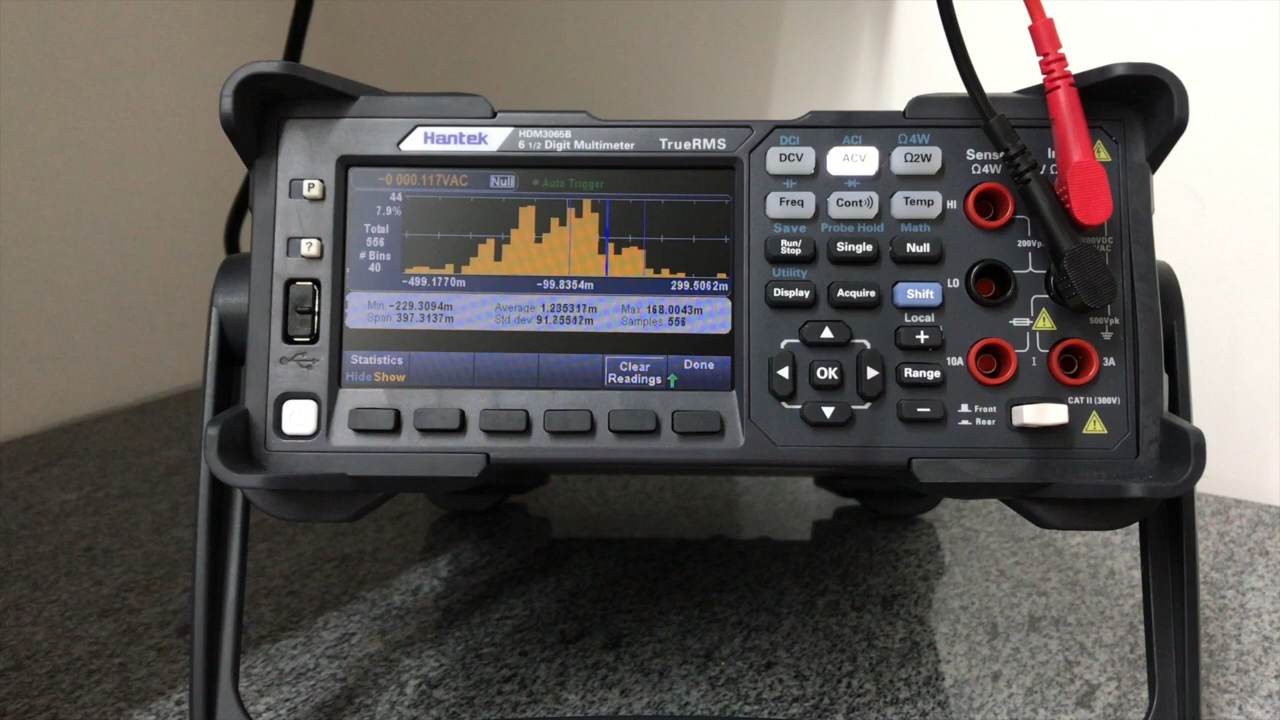 Hantek
HDM3065B
6 1/2 Digit Multimeter
TrueRMS
P
?
-0 000.117VAC
Null
Auto Trigger
44
7.9%
Total
556
# Bins
40
-499.1770m
-99.8354m
299.5062m
Min -229.3094m
Average 1.235317m
Max 168.0043m
Span 397.3137m
Std dev 91.25517m
Samples 556
Statistics
Hide Show
Clear
Readings
Done
DCI
ACI
Ω4W
DCV
ACV
Ω2W
Freq
Cont
Temp
Save
Probe Hold
Math
Run/
Stop
Single
Null
Utility
Display
Acquire
Shift
Local
+
OK
Range
−
Ω4W
HI
LO
10A
I
3A
500Vpk
CAT II (300V)
Front
Rear